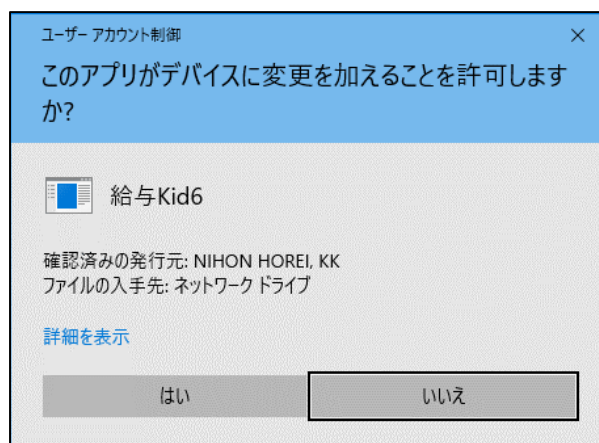 ユーザー アカウント制御
このアプリがデバイスに変更を加えることを許可します
か?
給与Kid6
確認済みの発行元: NIHON HOREI, KK
ファイルの入手先: ネットワーク ドライブ
詳細を表示
はい
いいえ